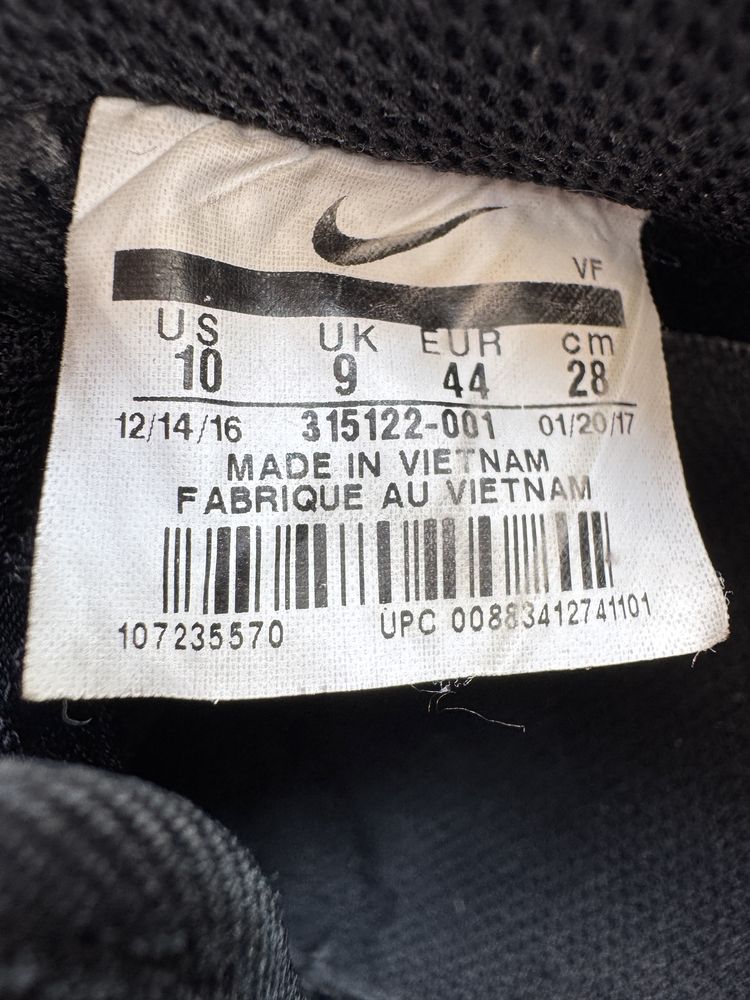 VF
US UK EUR cm
10 9 44 28
12/14/16 315122-001 01/20/17
MADE IN VIETNAM
FABRIQUE AU VIETNAM
107235570 UPC 00883412741101